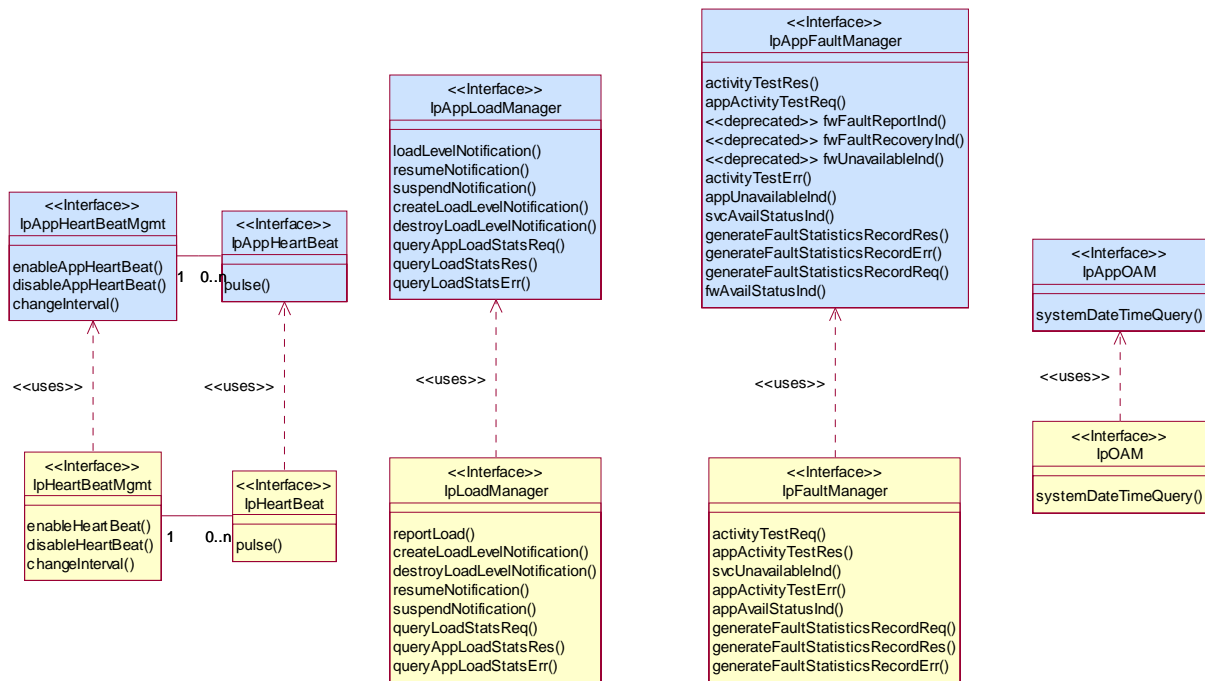 <<Interface>>
IpAppHeartBeatMgmt
enableAppHeartBeat()
disableAppHeartBeat()
changeInterval()
1
0..n
<<Interface>>
IpAppHeartBeat
pulse()
<<Interface>>
IpAppLoadManager
loadLevelNotification()
resumeNotification()
suspendNotification()
createLoadLevelNotification()
destroyLoadLevelNotification()
queryAppLoadStatsReq()
queryLoadStatsRes()
queryLoadStatsErr()
<<Interface>>
IpAppFaultManager
activityTestRes()
appActivityTestReq()
<<deprecated>> fwFaultReportInd()
<<deprecated>> fwFaultRecoveryInd()
<<deprecated>> fwUnavailableInd()
activityTestErr()
appUnavailableInd()
svcAvailStatusInd()
generateFaultStatisticsRecordRes()
generateFaultStatisticsRecordErr()
generateFaultStatisticsRecordReq()
fwAvailStatusInd()
<<Interface>>
IpAppOAM
systemDateTimeQuery()
<<uses>>
<<uses>>
<<uses>>
<<uses>>
<<uses>>
<<Interface>>
IpHeartBeatMgmt
enableHeartBeat()
disableHeartBeat()
changeInterval()
1
0..n
<<Interface>>
IpHeartBeat
pulse()
<<Interface>>
IpLoadManager
reportLoad()
createLoadLevelNotification()
destroyLoadLevelNotification()
resumeNotification()
suspendNotification()
queryLoadStatsReq()
queryAppLoadStatsRes()
queryAppLoadStatsErr()
<<Interface>>
IpFaultManager
activityTestReq()
appActivityTestRes()
svcUnavailableInd()
appActivityTestErr()
appAvailStatusInd()
generateFaultStatisticsRecordReq()
generateFaultStatisticsRecordRes()
generateFaultStatisticsRecordErr()
<<Interface>>
IpOAM
systemDateTimeQuery()